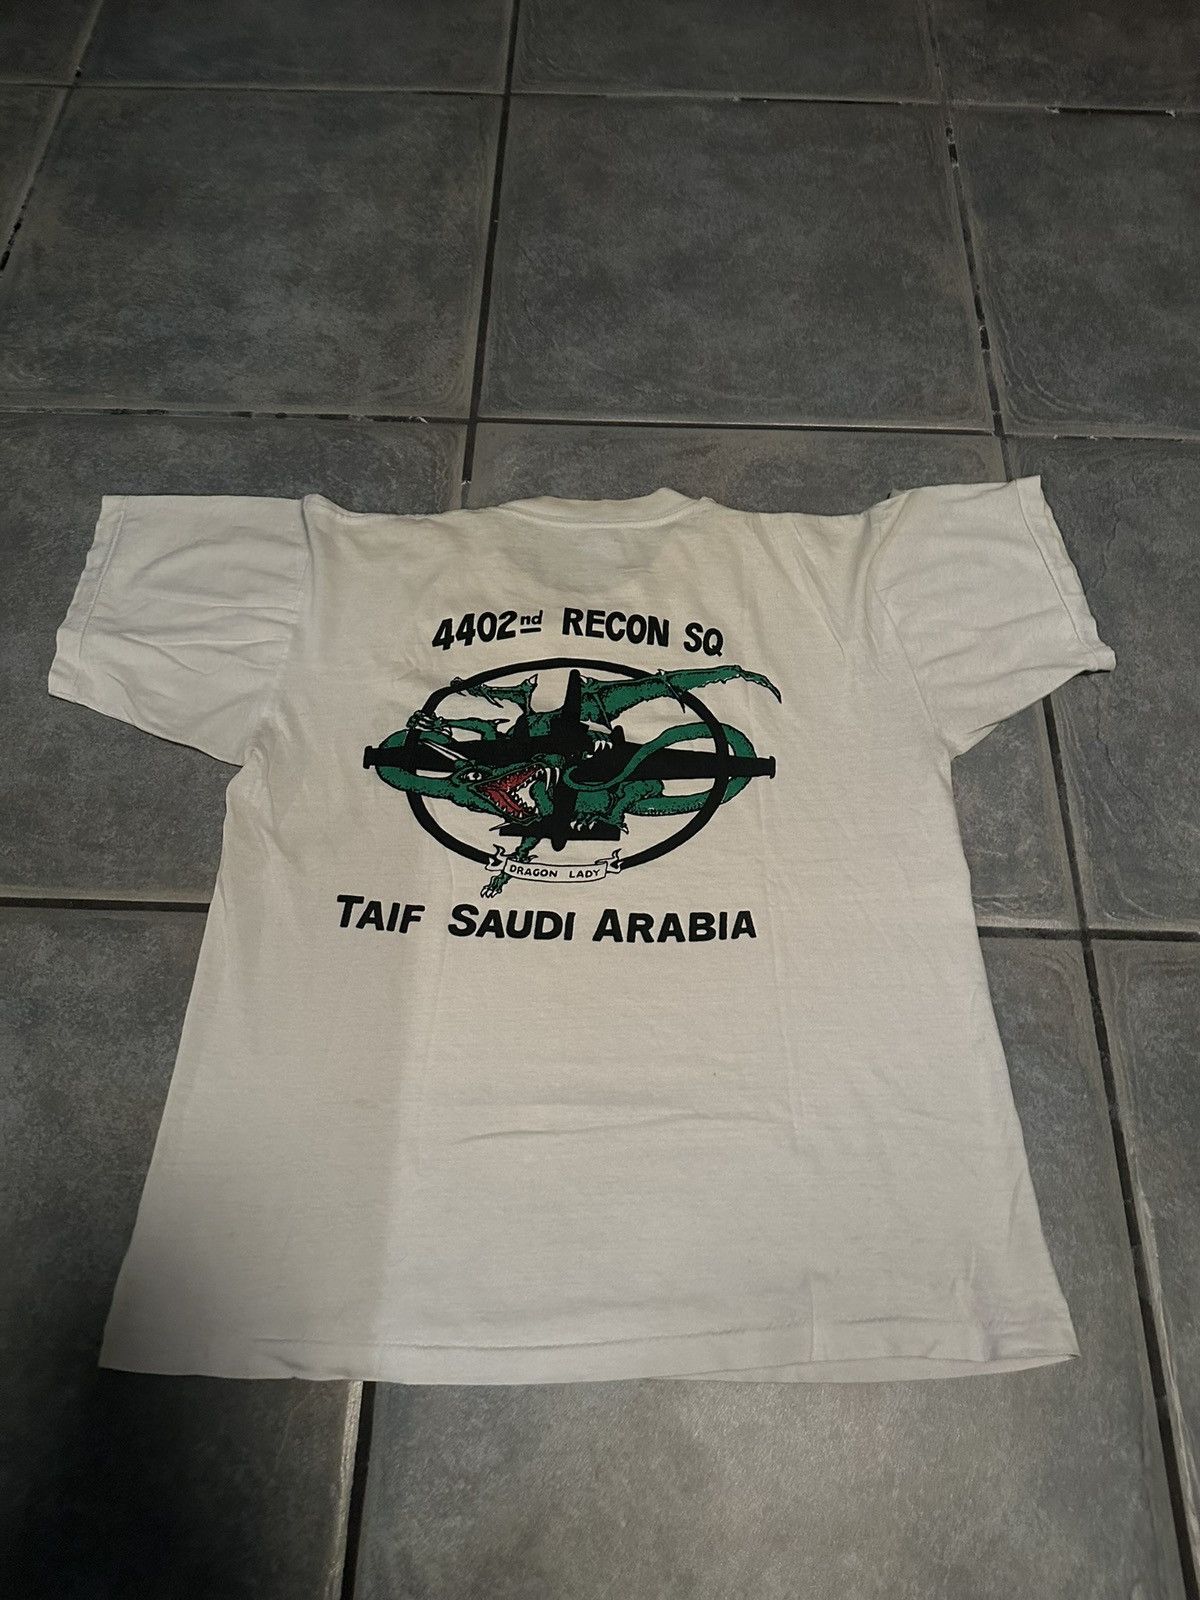 4402nd RECON SQ
DRAGON LADY
TAIF SAUDI ARABIA